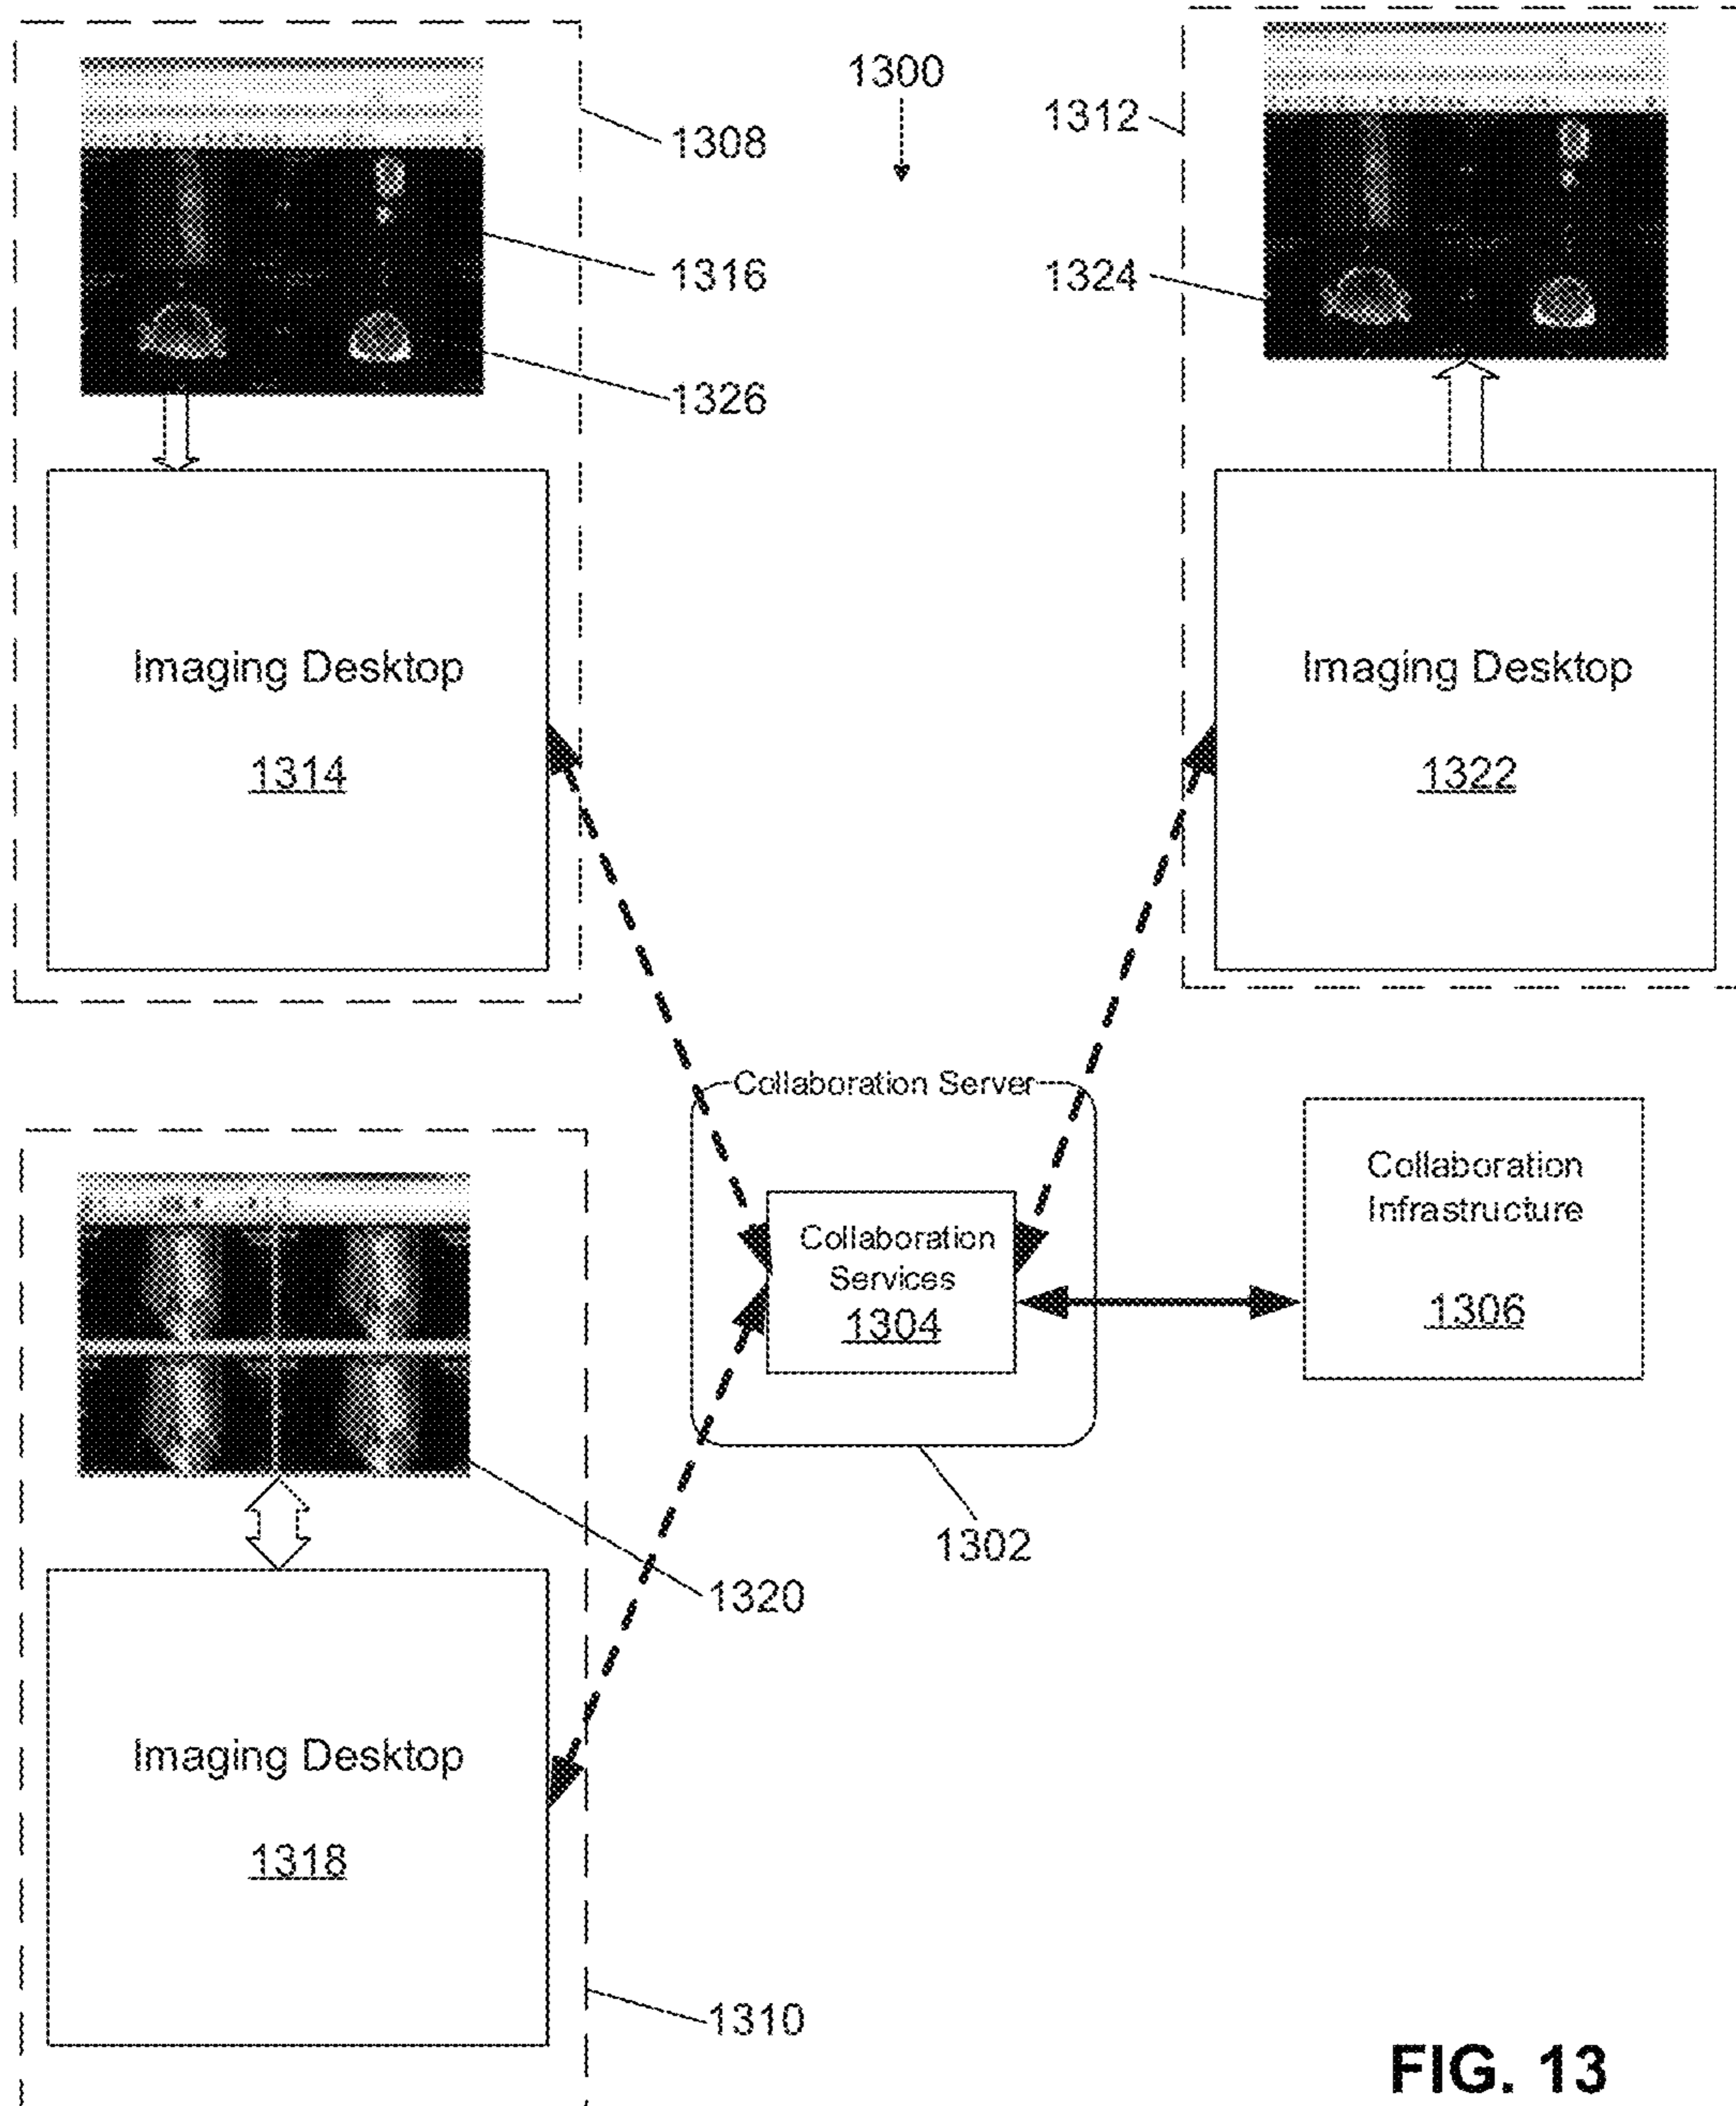 1300
1308
1312
1316
1324
1326
Imaging Desktop
1314
Imaging Desktop
1322
Collaboration Server
Collaboration
Services
1304
Collaboration
Infrastructure
1306
1302
1320
Imaging Desktop
1318
1310
FIG. 13